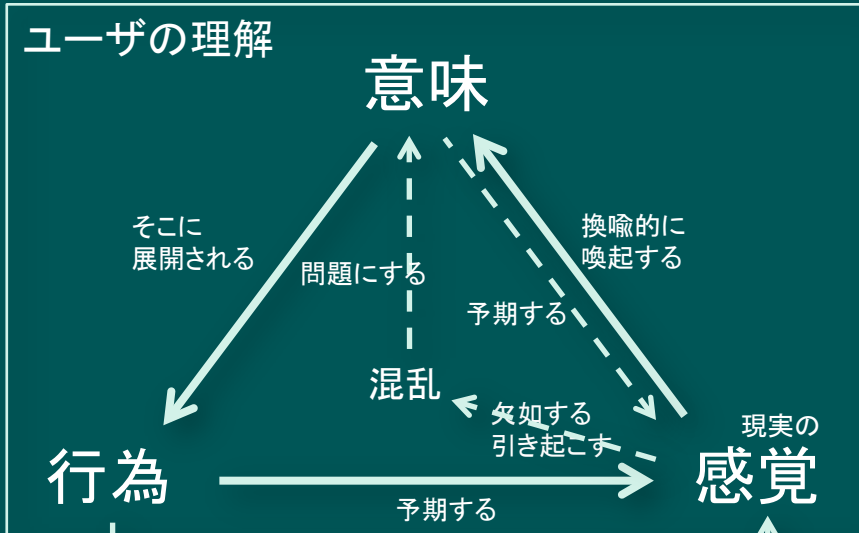 ユーザの理解
意味
そこに
展開される
換喩的に
喚起する
問題にする
予期する
混乱
欠如する
引き起こす
現実の
行為
感覚
予期する